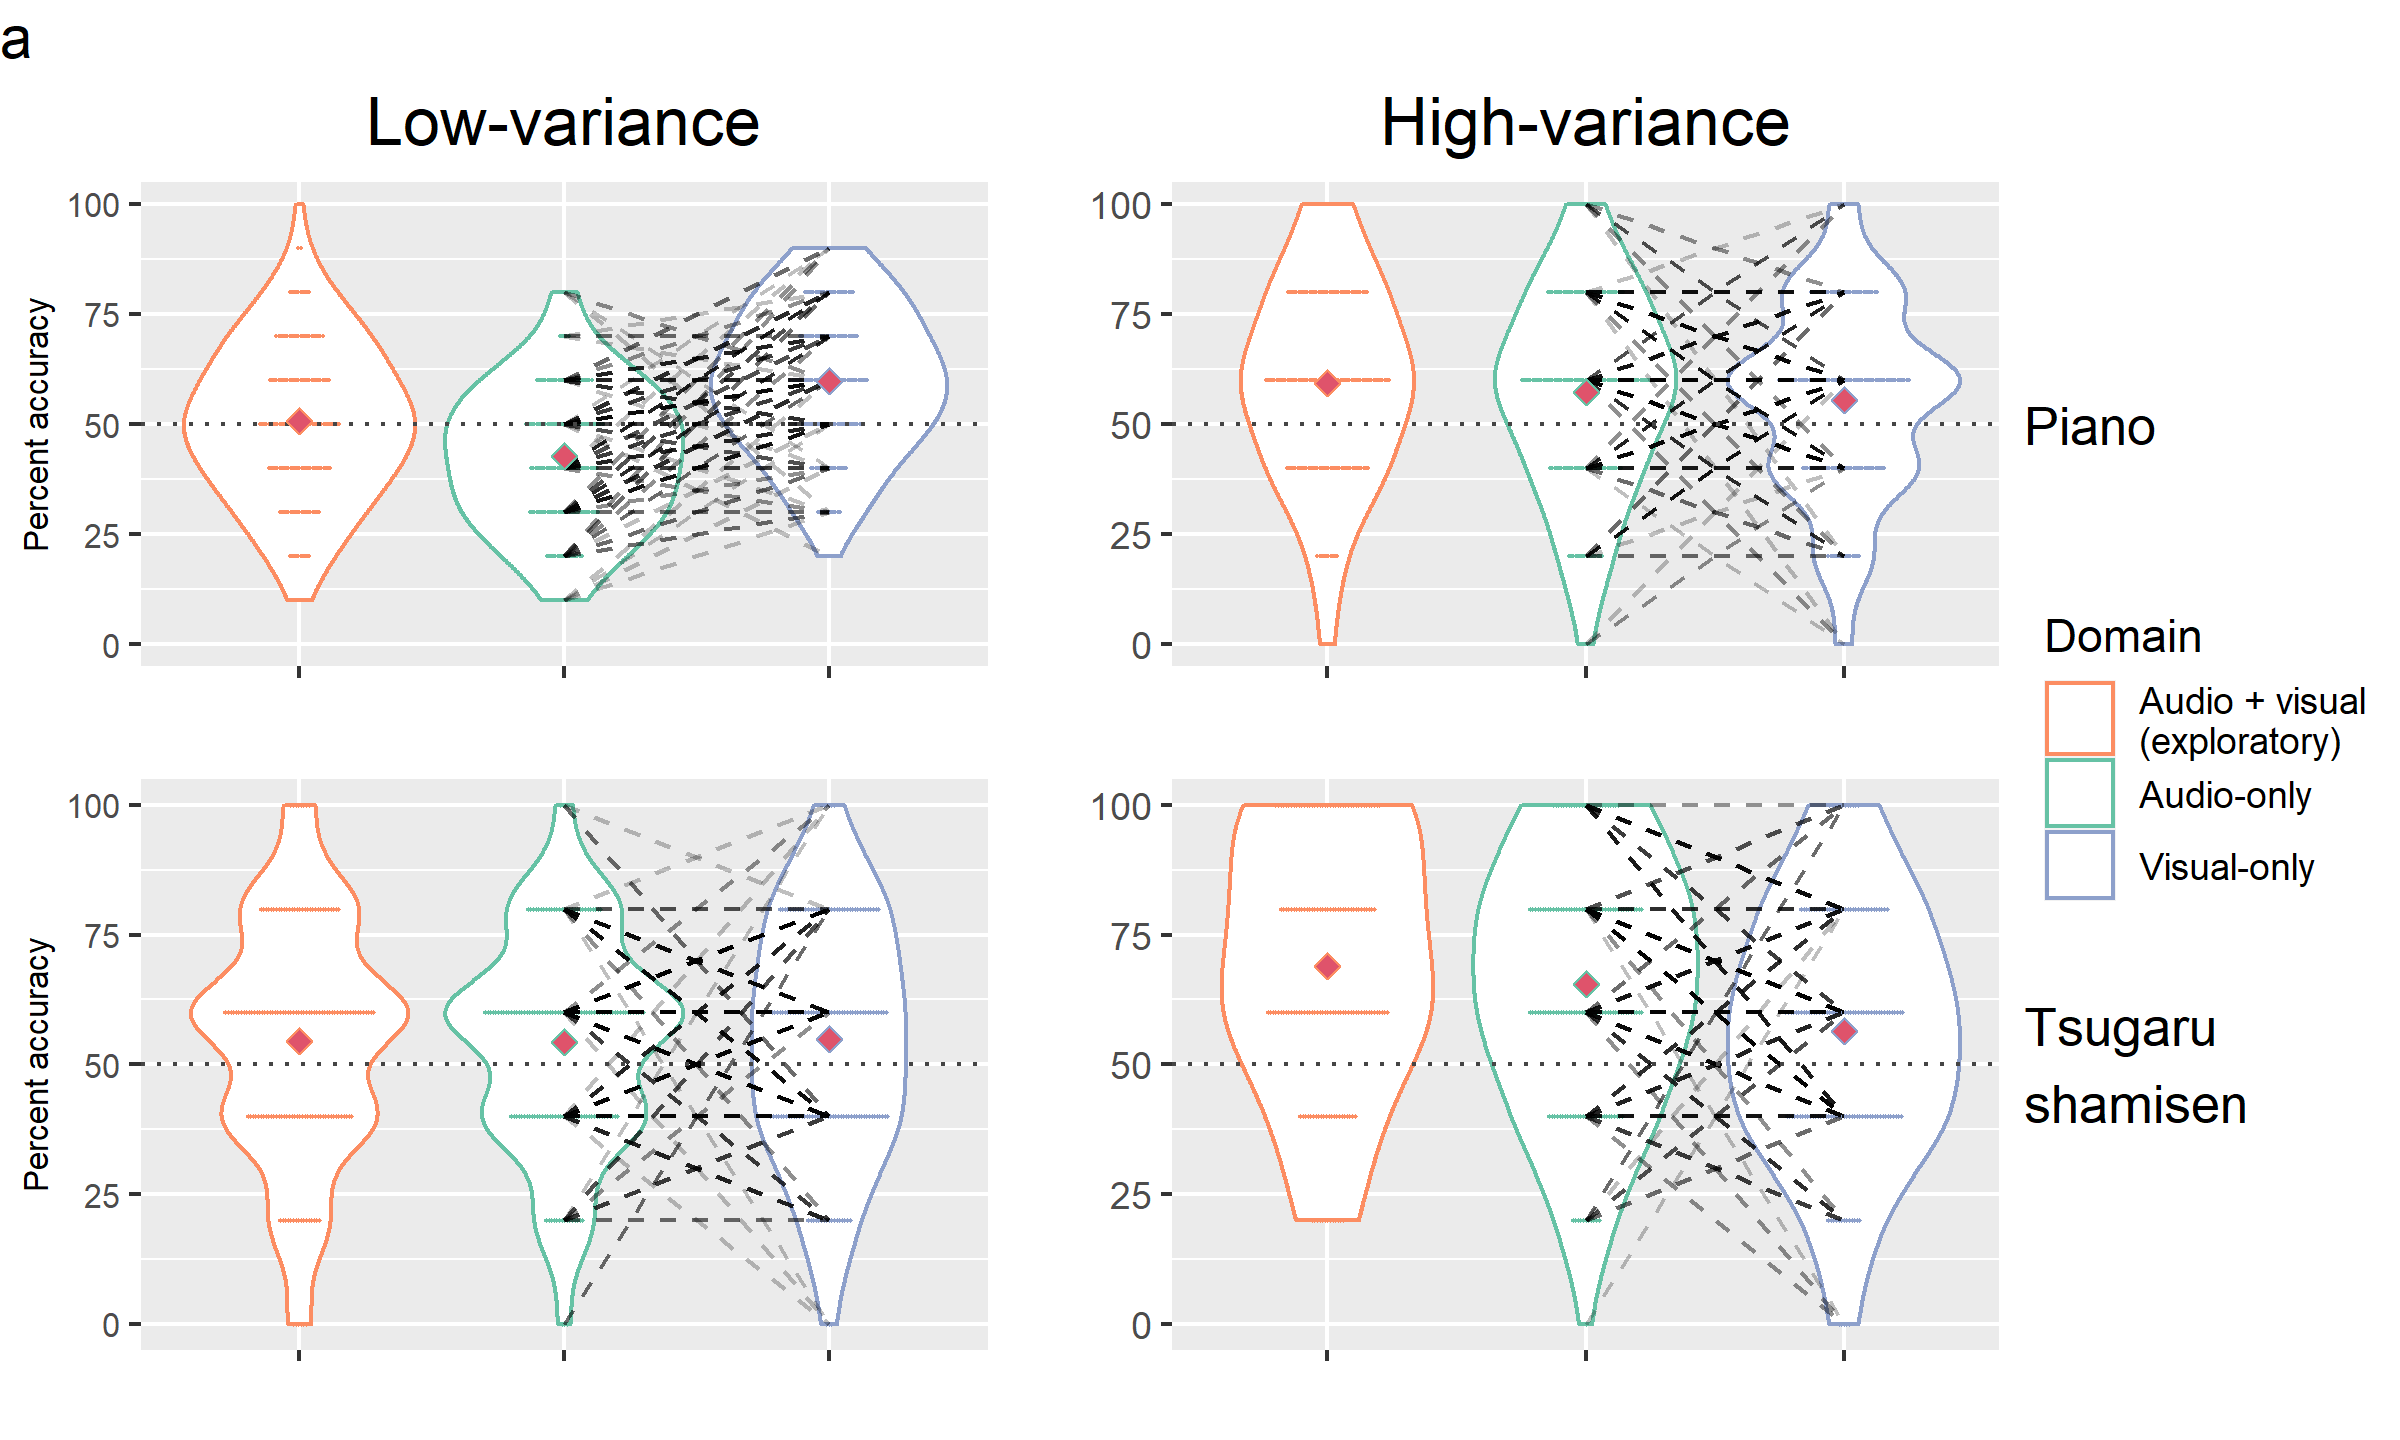 a
Low-variance
High-variance
Percent accuracy
100
75
50
25
0
100
75
50
25
0
Piano
Domain
Audio + visual
(exploratory)
Audio-only
Visual-only
Percent accuracy
100
75
50
25
0
100
75
50
25
0
Tsugaru
shamisen